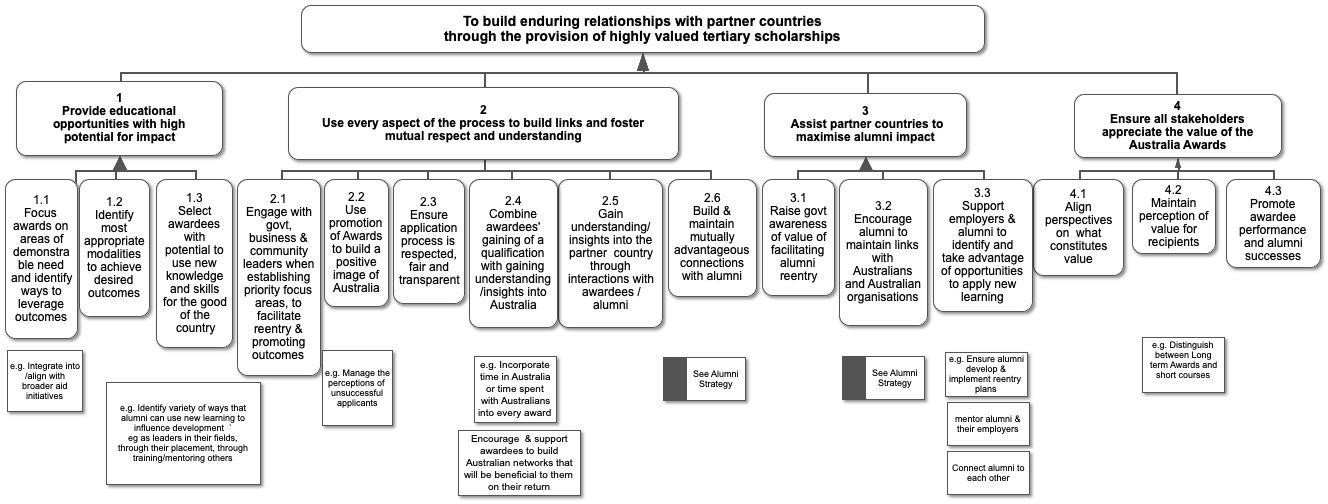 To build enduring relationships with partner countries
through the provision of highly valued tertiary scholarships
1
Provide educational
opportunities with high
potential for impact
2
Use every aspect of the process to build links and foster
mutual respect and understanding
3
Assist partner countries to
maximise alumni impact
4
Ensure all stakeholders
appreciate the value of the
Australia Awards
1.1
Focus
awards on
areas of
demonstra
ble need
and identify
ways to
leverage
outcomes
1.2
Identify
most
appropriate
modalities
to achieve
desired
outcomes
1.3
Select
awardees
with
potential to
use new
knowledge
and skills
for the good
of the
country
2.1
Engage with
govt,
business &
community
leaders when
establishing
priority focus
areas, to
facilitate
reentry &
promoting
outcomes
2.2
Use
promotion
of Awards
to build a
positive
image of
Australia
2.3
Ensure
application
process is
respected,
fair and
transparent
2.4
Combine
awardees'
gaining of a
qualification
with gaining
understanding
/insights into
Australia
2.5
Gain
understanding/
insights into the
partner country
through
interactions with
awardees /
alumni
2.6
Build &
maintain
mutually
advantageous
connections
with alumni
3.1
Raise govt
awareness
of value of
facilitating
alumni
reentry
3.2
Encourage
alumni to
maintain links
with
Australians
and Australian
organisations
3.3
Support
employers &
alumni to
identify and
take advantage
of opportunities
to apply new
learning
4.1
Align
perspectives
on what
constitutes
value
4.2
Maintain
perception of
value for
recipients
4.3
Promote
awardee
performance
and alumni
successes
e.g. Integrate into
/align with
broader aid
initiatives
e.g. Identify variety of ways that
alumni can use new learning to
influence development
eg as leaders in their fields,
through their placement, through
training/mentoring others
e.g. Manage the
perceptions of
unsuccessful
applicants
e.g. Incorporate
time in Australia
or time spent
with Australians
into every award
Encourage & support
awardees to build
Australian networks that
will be beneficial to them
on their return
See Alumni
Strategy
See Alumni
Strategy
e.g. Ensure alumni
develop &
implement reentry
plans
mentor alumni &
their employers
Connect alumni to
each other
e.g. Distinguish
between Long
term Awards and
short courses